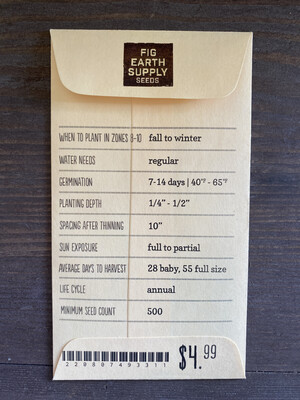 FIG
EARTH
SUPPLY
SEEDS
WHEN TO PLANT IN ZONES 9-10 fall to winter
WATER NEEDS regular
GERMINATION 7-14 days | 40°F - 65°F
PLANTING DEPTH 1/4" - 1/2"
SPACING AFTER THINNING 10"
SUN EXPOSURE full to partial
AVERAGE DAYS TO HARVEST 28 baby, 55 full size
LIFE CYCLE annual
MINIMUM SEED COUNT 500
$4.99
220807493311